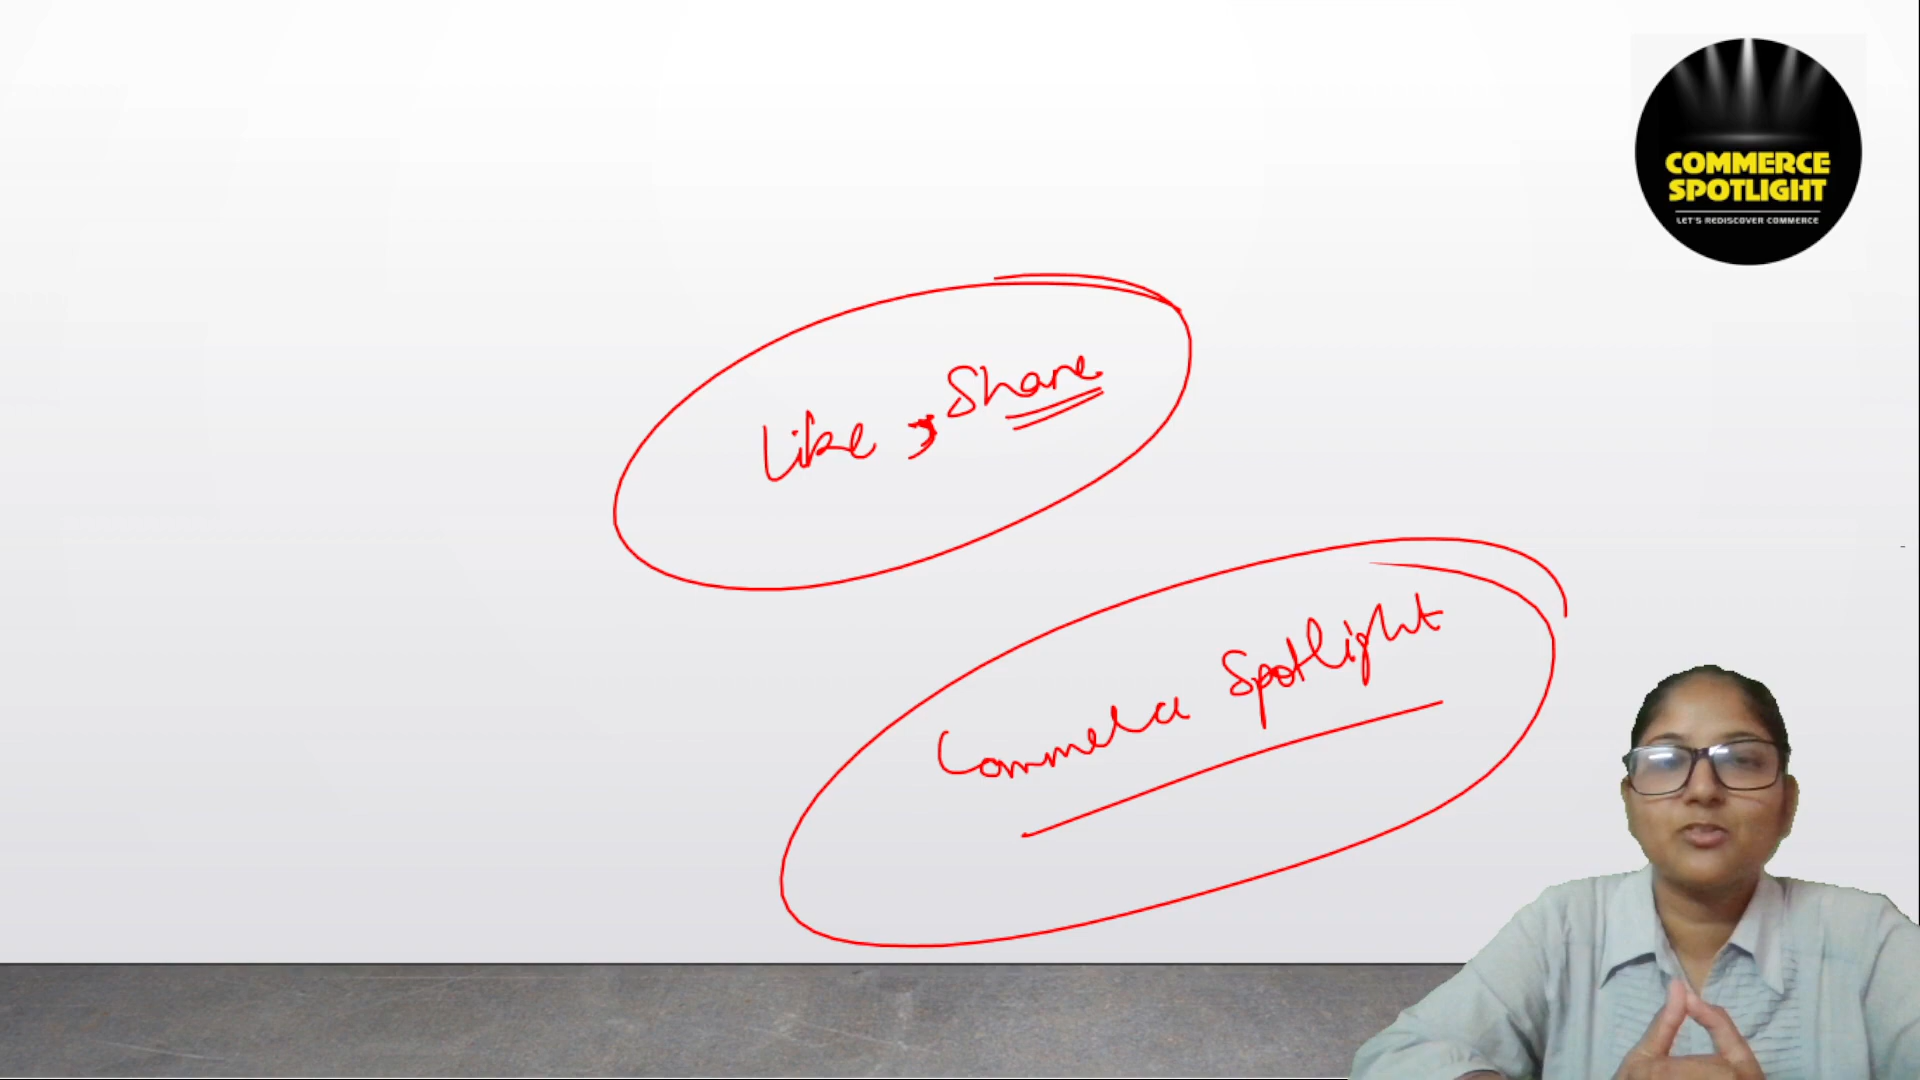 COMMERCE
SPOTLIGHT
LET'S REDISCOVER COMMERCE
Like, Share
Commerce Spotlight